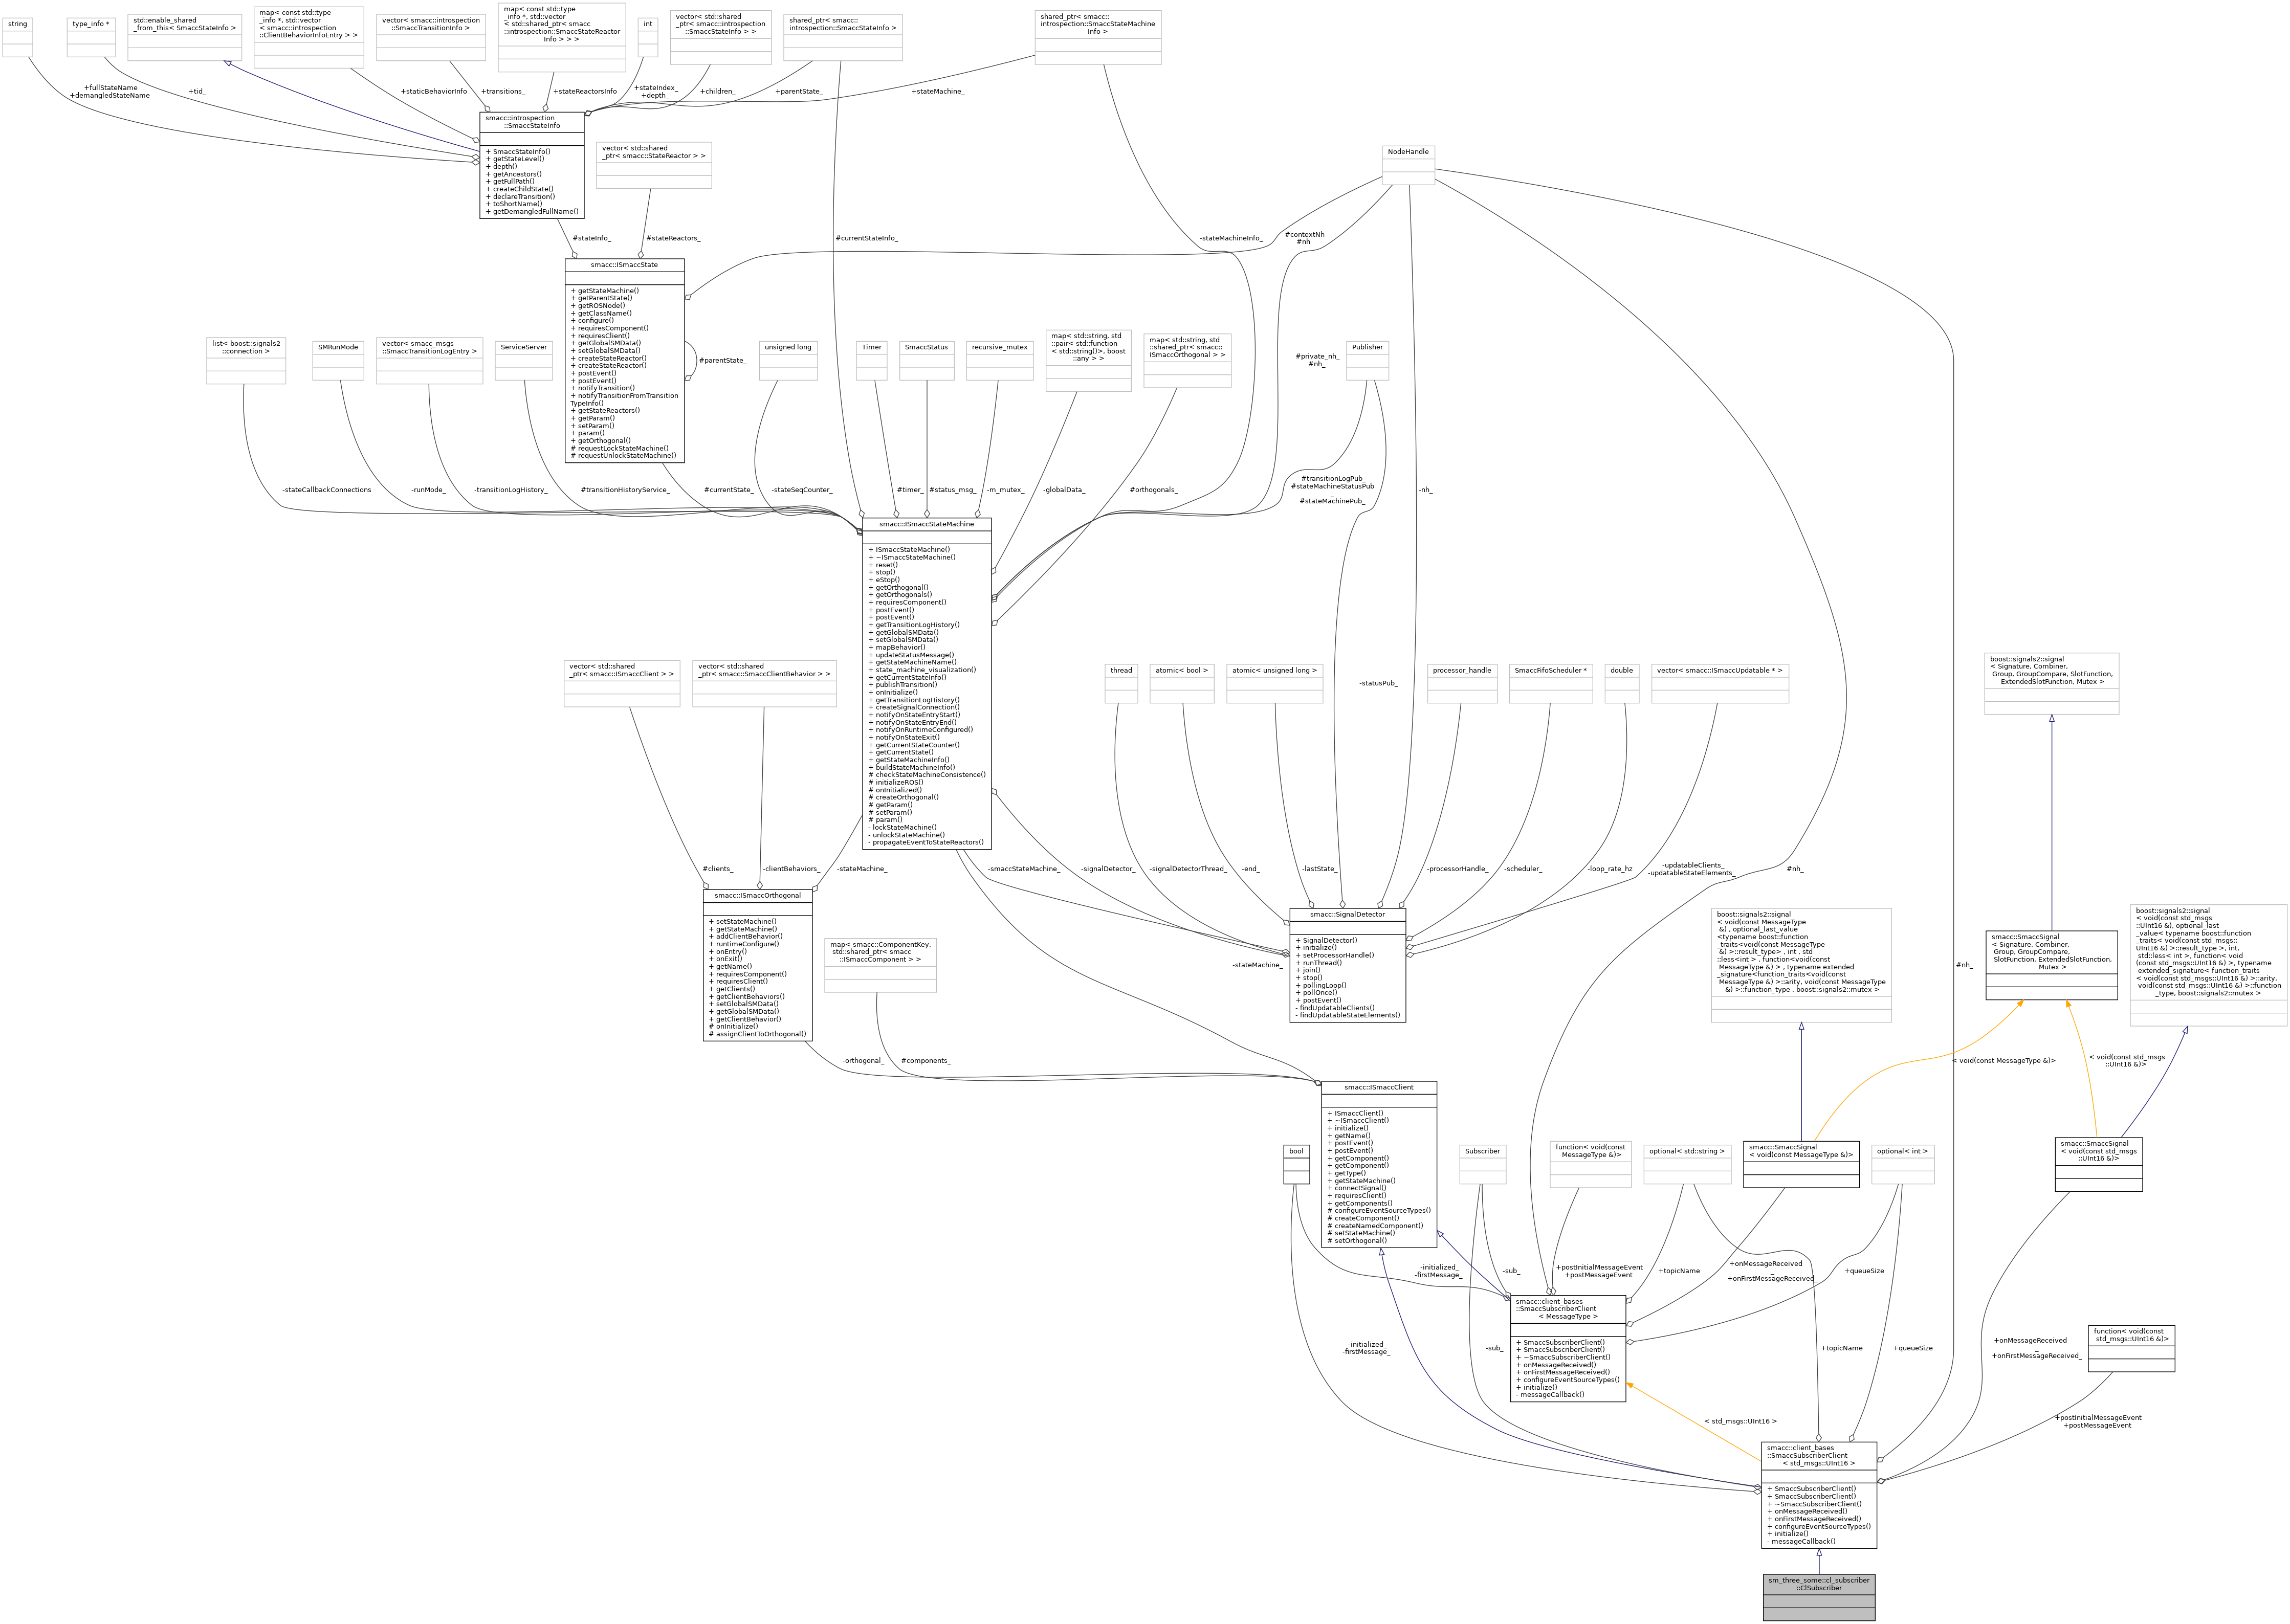 string
type_info *
std::enable_shared
_from_this< SmaccStateInfo >
map< const std::type
_info *, std::vector
< smacc::introspection
::ClientBehaviorInfoEntry > >
vector< smacc::introspection
::SmaccTransitionInfo >
map< const std::type
_info *, std::vector
< std::shared_ptr< smacc
::introspection::SmaccStateReactor
Info > > >
int
vector< std::shared
_ptr< smacc::introspection
::SmaccStateInfo > >
shared_ptr< smacc::
introspection::SmaccStateInfo >
shared_ptr< smacc::
introspection::SmaccStateMachine
Info >
+fullStateName
+demangledStateName
+tid_
+staticBehaviorInfo
+transitions_
+stateReactorsInfo
+stateIndex_
+depth_
+children_
+parentState_
+stateMachine_
smacc::introspection
::SmaccStateInfo
+ SmaccStateInfo()
+ getStateLevel()
+ depth()
+ getAncestors()
+ getFullPath()
+ createChildState()
+ declareTransition()
+ toShortName()
+ getDemangledFullName()
vector< std::shared
_ptr< smacc::StateReactor > >
NodeHandle
#stateInfo_
#stateReactors_
#currentStateInfo_
-stateMachineInfo_
#contextNh
#nh
smacc::ISmaccState
+ getStateMachine()
+ getParentState()
+ getROSNode()
+ getClassName()
+ configure()
+ requiresComponent()
+ requiresClient()
+ getGlobalSMData()
+ setGlobalSMData()
+ createStateReactor()
+ createStateReactor()
+ postEvent()
+ postEvent()
+ notifyTransition()
+ notifyTransitionFromTransition
TypeInfo()
+ getStateReactors()
+ getParam()
+ setParam()
+ param()
+ getOrthogonal()
# requestLockStateMachine()
# requestUnlockStateMachine()
#parentState_
list< boost::signals2
::connection >
SMRunMode
vector< smacc_msgs
::SmaccTransitionLogEntry >
ServiceServer
unsigned long
Timer
SmaccStatus
recursive_mutex
map< std::string, std
::pair< std::function
< std::string()>, boost
::any > >
map< std::string, std
::shared_ptr< smacc::
ISmaccOrthogonal > >
#private_nh_
#nh_
Publisher
-stateCallbackConnections
-runMode_
-transitionLogHistory_
#transitionHistoryService_
#currentState_
-stateSeqCounter_
#timer_
#status_msg_
-m_mutex_
-globalData_
#orthogonals_
#transitionLogPub_
#stateMachineStatusPub
_
#stateMachinePub_
-nh_
smacc::ISmaccStateMachine
+ ISmaccStateMachine()
+ ~ISmaccStateMachine()
+ reset()
+ stop()
+ eStop()
+ getOrthogonal()
+ getOrthogonals()
+ requiresComponent()
+ postEvent()
+ postEvent()
+ getTransitionLogHistory()
+ getGlobalSMData()
+ setGlobalSMData()
+ mapBehavior()
+ updateStatusMessage()
+ getStateMachineName()
+ state_machine_visualization()
+ getCurrentStateInfo()
+ publishTransition()
+ onInitialize()
+ getTransitionLogHistory()
+ createSignalConnection()
+ notifyOnStateEntryStart()
+ notifyOnStateEntryEnd()
+ notifyOnRuntimeConfigured()
+ notifyOnStateExit()
+ getCurrentStateCounter()
+ getCurrentState()
+ getStateMachineInfo()
+ buildStateMachineInfo()
# checkStateMachineConsistence()
# initializeROS()
# onInitialized()
# createOrthogonal()
# getParam()
# setParam()
# param()
- lockStateMachine()
- unlockStateMachine()
- propagateEventToStateReactors()
vector< std::shared
_ptr< smacc::ISmaccClient > >
vector< std::shared
_ptr< smacc::SmaccClientBehavior > >
thread
atomic< bool >
atomic< unsigned long >
-statusPub_
processor_handle
SmaccFifoScheduler *
double
vector< smacc::ISmaccUpdatable * >
boost::signals2::signal
< Signature, Combiner,
Group, GroupCompare, SlotFunction,
ExtendedSlotFunction, Mutex >
#clients_
-clientBehaviors_
-stateMachine_
-smaccStateMachine_
-signalDetector_
-signalDetectorThread_
-end_
-lastState_
-processorHandle_
-scheduler_
-loop_rate_hz
-updatableClients_
-updatableStateElements_
#nh_
smacc::ISmaccOrthogonal
+ setStateMachine()
+ getStateMachine()
+ addClientBehavior()
+ runtimeConfigure()
+ onEntry()
+ onExit()
+ getName()
+ requiresComponent()
+ requiresClient()
+ getClients()
+ getClientBehaviors()
+ setGlobalSMData()
+ getGlobalSMData()
+ getClientBehavior()
# onInitialize()
# assignClientToOrthogonal()
map< smacc::ComponentKey,
std::shared_ptr< smacc
::ISmaccComponent > >
-stateMachine_
smacc::SignalDetector
+ SignalDetector()
+ initialize()
+ setProcessorHandle()
+ runThread()
+ join()
+ stop()
+ pollingLoop()
+ pollOnce()
+ postEvent()
- findUpdatableClients()
- findUpdatableStateElements()
boost::signals2::signal
< void(const MessageType
&) , optional_last_value
<typename boost::function
_traits<void(const MessageType
&) >::result_type> , int , std
::less<int > , function<void(const
MessageType &) > , typename extended
_signature<function_traits<void(const
MessageType &) >::arity, void(const MessageType
&) >::function_type , boost::signals2::mutex >
#nh_
smacc::SmaccSignal
< Signature, Combiner,
Group, GroupCompare,
SlotFunction, ExtendedSlotFunction,
Mutex >
boost::signals2::signal
< void(const std_msgs
::UInt16 &), optional_last
_value< typename boost::function
_traits< void(const std_msgs::
UInt16 &) >::result_type >, int,
std::less< int >, function< void
(const std_msgs::UInt16 &) >, typename
extended_signature< function_traits
< void(const std_msgs::UInt16 &) >::arity,
void(const std_msgs::UInt16 &) >::function
_type, boost::signals2::mutex >
-orthogonal_
#components_
< void(const MessageType &)>
< void(const std_msgs
::UInt16 &)>
smacc::ISmaccClient
+ ISmaccClient()
+ ~ISmaccClient()
+ initialize()
+ getName()
+ postEvent()
+ postEvent()
+ getComponent()
+ getComponent()
+ getType()
+ getStateMachine()
+ connectSignal()
+ requiresClient()
+ getComponents()
# configureEventSourceTypes()
# createComponent()
# createNamedComponent()
# setStateMachine()
# setOrthogonal()
bool
Subscriber
function< void(const
MessageType &)>
optional< std::string >
smacc::SmaccSignal
< void(const MessageType &)>
optional< int >
smacc::SmaccSignal
< void(const std_msgs
::UInt16 &)>
-initialized_
-firstMessage_
-sub_
+postInitialMessageEvent
+postMessageEvent
+topicName
+onMessageReceived
_
+onFirstMessageReceived_
+queueSize
smacc::client_bases
::SmaccSubscriberClient
< MessageType >
+ SmaccSubscriberClient()
+ SmaccSubscriberClient()
+ ~SmaccSubscriberClient()
+ onMessageReceived()
+ onFirstMessageReceived()
+ configureEventSourceTypes()
+ initialize()
- messageCallback()
-initialized_
-firstMessage_
-sub_
+topicName
+queueSize
+onMessageReceived
_
+onFirstMessageReceived_
function< void(const
std_msgs::UInt16 &)>
< std_msgs::UInt16 >
+postInitialMessageEvent
+postMessageEvent
smacc::client_bases
::SmaccSubscriberClient
< std_msgs::UInt16 >
+ SmaccSubscriberClient()
+ SmaccSubscriberClient()
+ ~SmaccSubscriberClient()
+ onMessageReceived()
+ onFirstMessageReceived()
+ configureEventSourceTypes()
+ initialize()
- messageCallback()
sm_three_some::cl_subscriber
::ClSubscriber